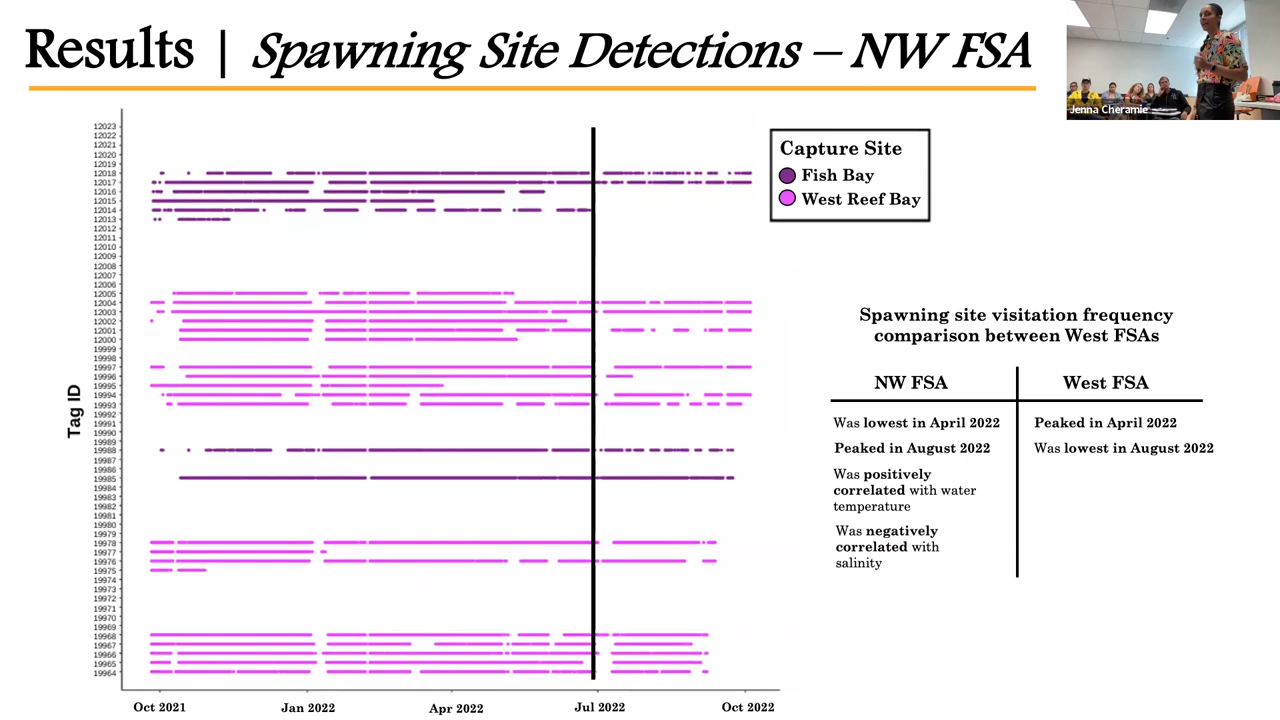 Results | Spawning Site Detections – NW FSA
Jenna Cheramie
Tag ID
12023
12022
12021
12020
12019
12018
12017
12016
12015
12014
12013
12012
12011
12010
12009
12008
12007
12006
12005
12004
12003
12002
12001
12000
19999
19998
19997
19996
19995
19994
19993
19992
19991
19990
19989
19988
19987
19986
19985
19984
19983
19982
19981
19980
19979
19978
19977
19976
19975
19974
19973
19972
19971
19970
19969
19968
19967
19966
19965
19964
Oct 2021
Jan 2022
Apr 2022
Jul 2022
Oct 2022
Capture Site
Fish Bay
West Reef Bay
Spawning site visitation frequency
comparison between West FSAs
NW FSA
Was lowest in April 2022
Peaked in August 2022
Was positively
correlated with water
temperature
Was negatively
correlated with
salinity
West FSA
Peaked in April 2022
Was lowest in August 2022